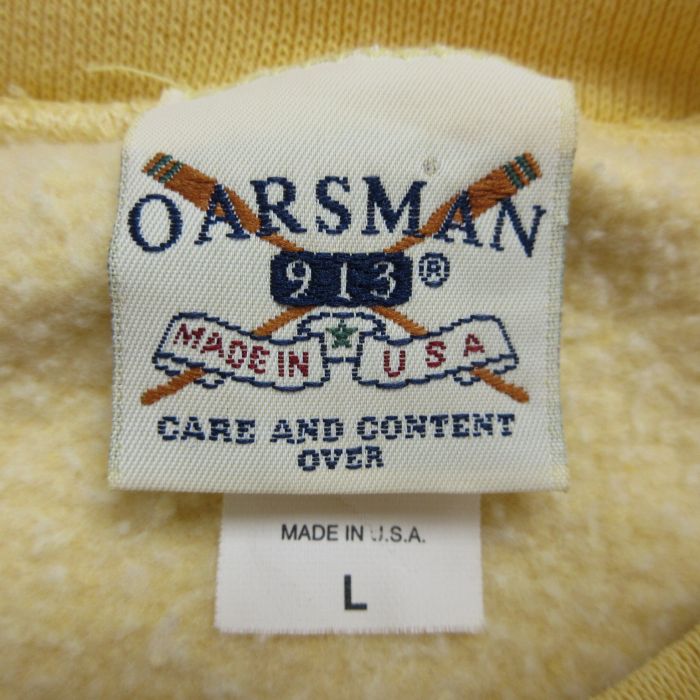 OARSMAN
913®
MADE IN USA
CARE AND CONTENT
OVER
MADE IN U.S.A.
L